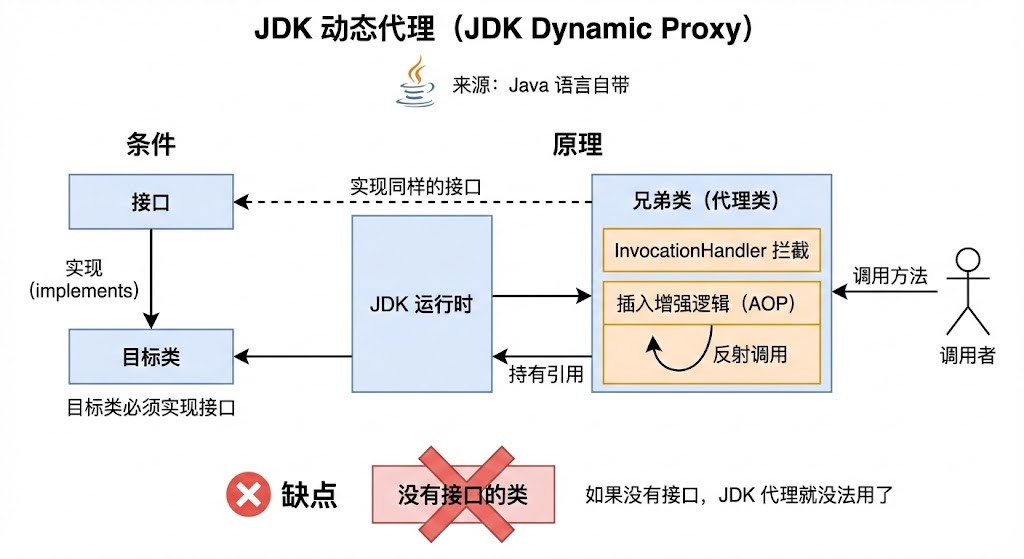 JDK 动态代理（JDK Dynamic Proxy）
来源：Java 语言自带
条件
原理
接口
实现同样的接口
兄弟类（代理类）
InvocationHandler 拦截
实现
(implements)
JDK 运行时
插入增强逻辑（AOP）
反射调用
调用方法
调用者
目标类
持有引用
目标类必须实现接口
缺点
没有接口的类
如果没有接口，JDK 代理就没法用了